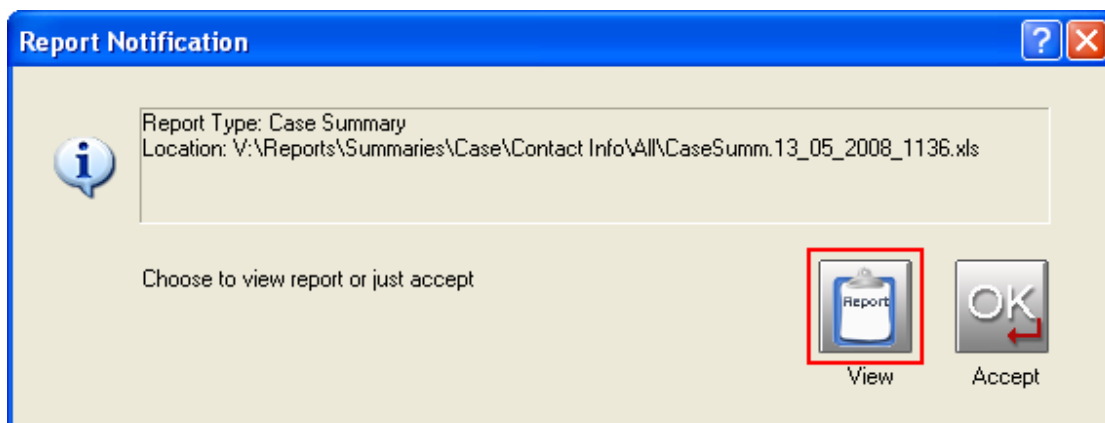 Report Notification
Report Type: Case Summary
Location: V:\Reports\Summaries\Case\Contact Info\All\CaseSumm.13_05_2008_1136.xls
Choose to view report or just accept
Report
OK
View
Accept